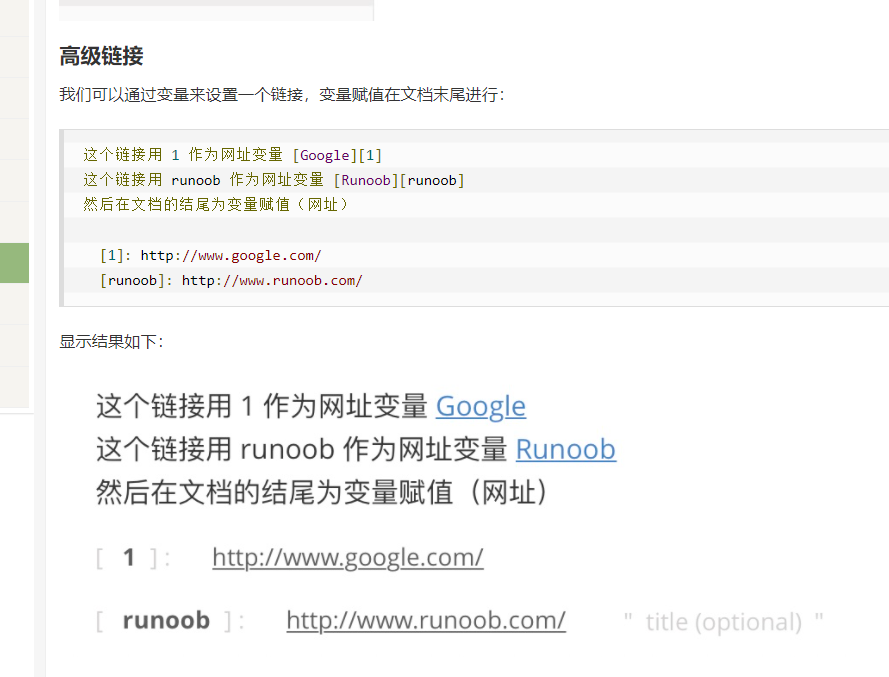 高级链接
我们可以通过变量来设置一个链接，变量赋值在文档末尾进行：
这个链接用 1 作为网址变量 [Google][1]
这个链接用 runoob 作为网址变量 [Runoob][runoob]
然后在文档的结尾为变量赋值（网址）
[1]: http://www.google.com/
[runoob]: http://www.runoob.com/
显示结果如下：
这个链接用 1 作为网址变量 Google
这个链接用 runoob 作为网址变量 Runoob
然后在文档的结尾为变量赋值（网址）
[ 1 ]: http://www.google.com/
[ runoob ]: http://www.runoob.com/ " title (optional) "